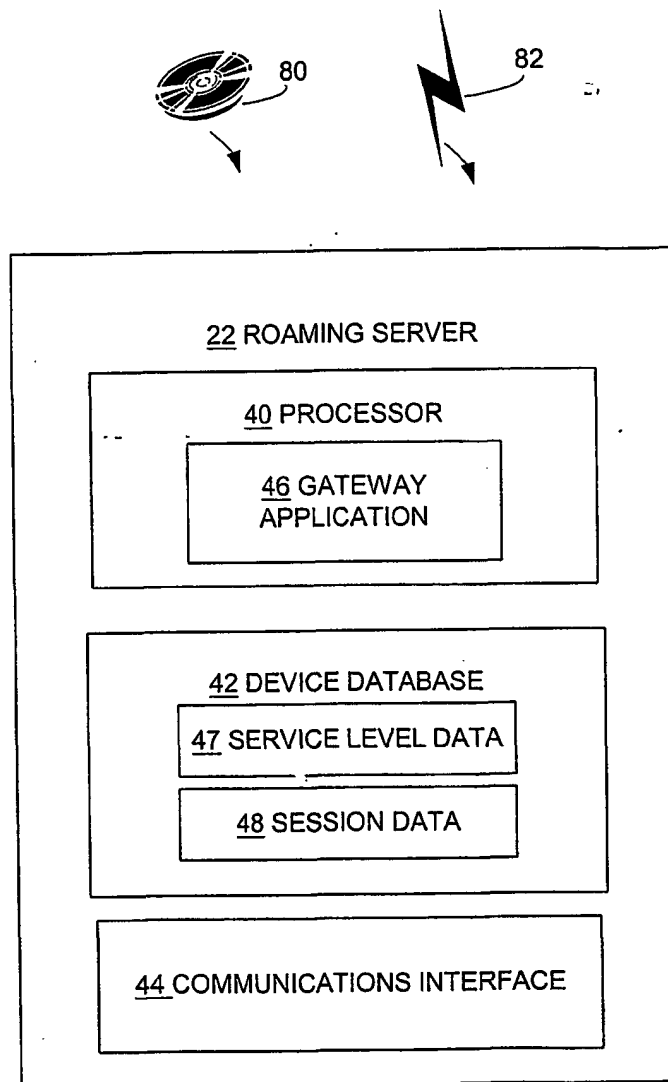 80
82
22 ROAMING SERVER
40 PROCESSOR
46 GATEWAY
APPLICATION
42 DEVICE DATABASE
47 SERVICE LEVEL DATA
48 SESSION DATA
44 COMMUNICATIONS INTERFACE